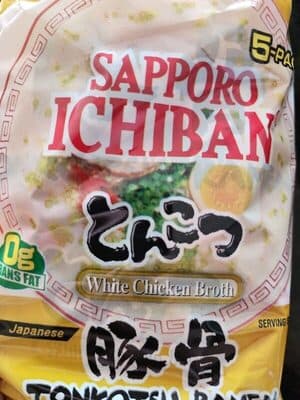 5-PA
SAPPORO
ICHIBAN
とんこつ
0g
TRANS FAT
White Chicken Broth
Japanese
SERVING
豚骨
TONKOTSU RAMEN